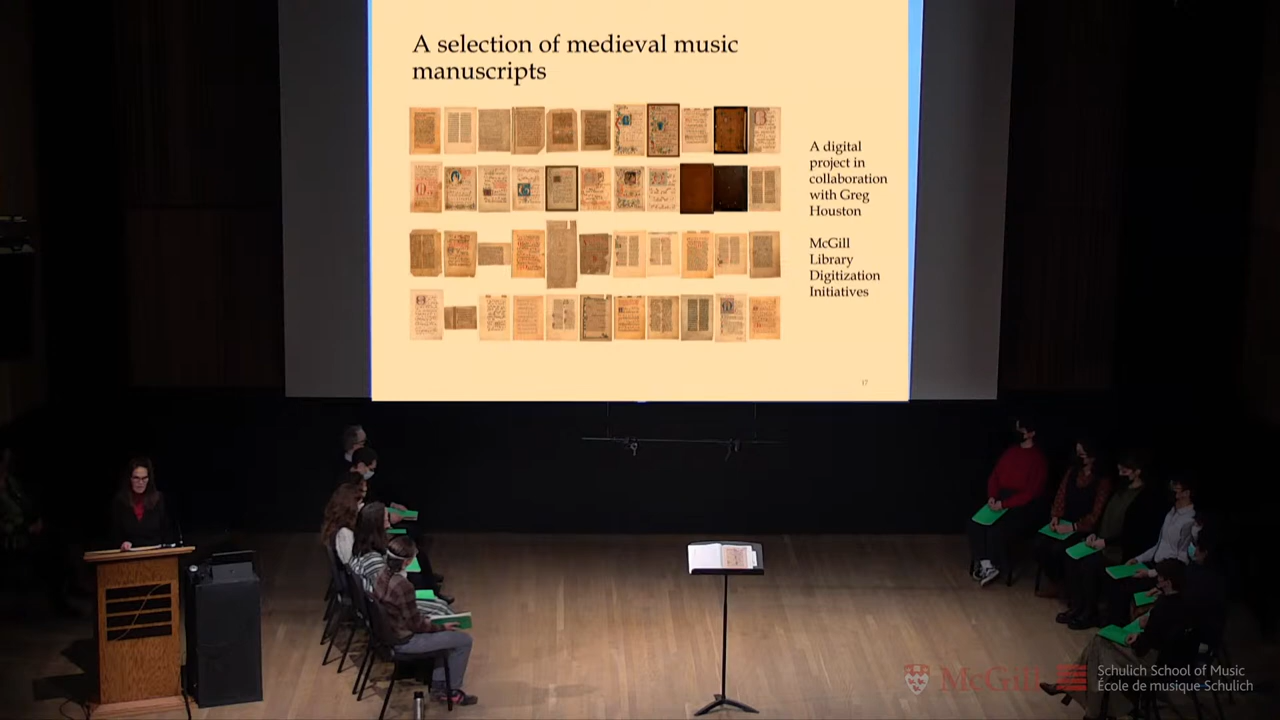 A selection of medieval music
manuscripts
A digital
project in
collaboration
with Greg
Houston
McGill
Library
Digitization
Initiatives
17
McGill
Schulich School of Music
École de musique Schulich